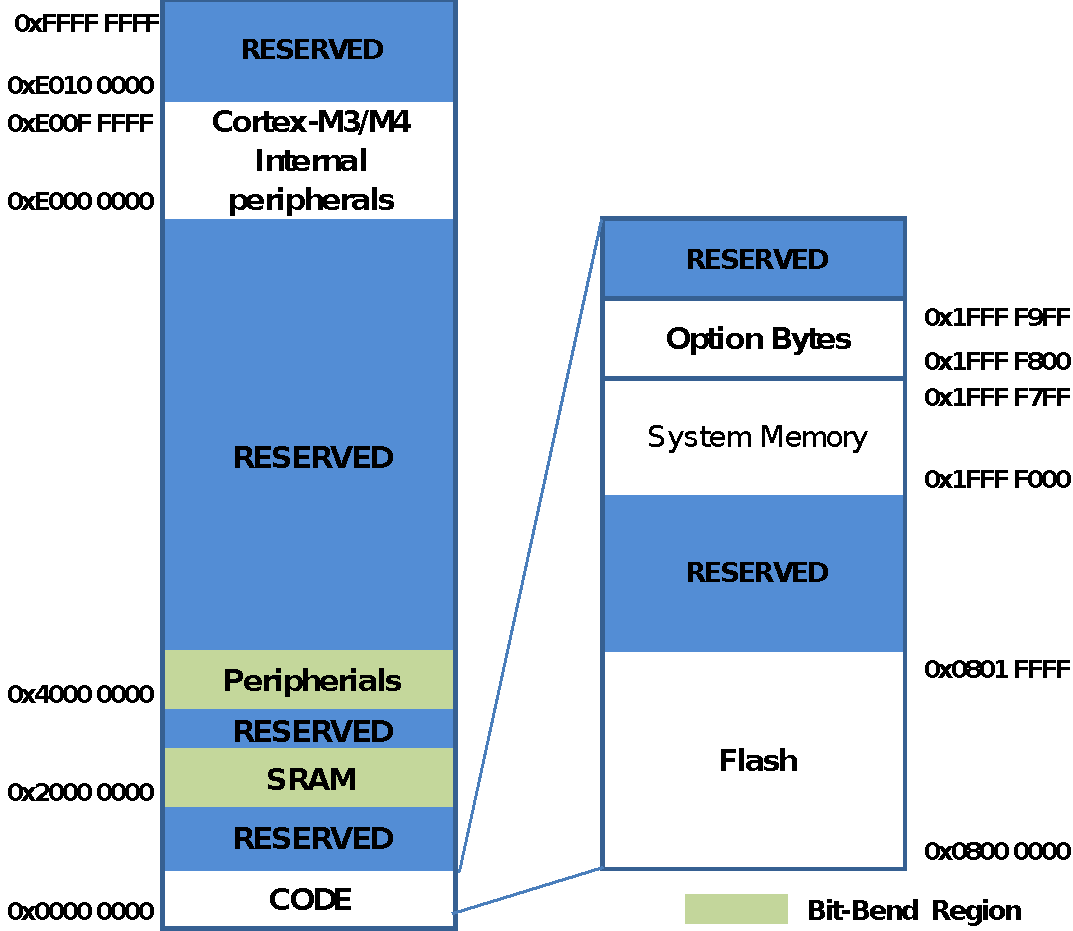 0xFFFF FFFF
RESERVED
0xE010 0000
0xE00F FFFF
Cortex-M3/M4
Internal
peripherals
0xE000 0000
RESERVED
Peripherials
0x4000 0000
RESERVED
SRAM
0x2000 0000
RESERVED
CODE
0x0000 0000
RESERVED
0x1FFF F9FF
Option Bytes
0x1FFF F800
0x1FFF F7FF
System Memory
0x1FFF F000
RESERVED
0x0801 FFFF
Flash
0x0800 0000
Bit-Bend Region